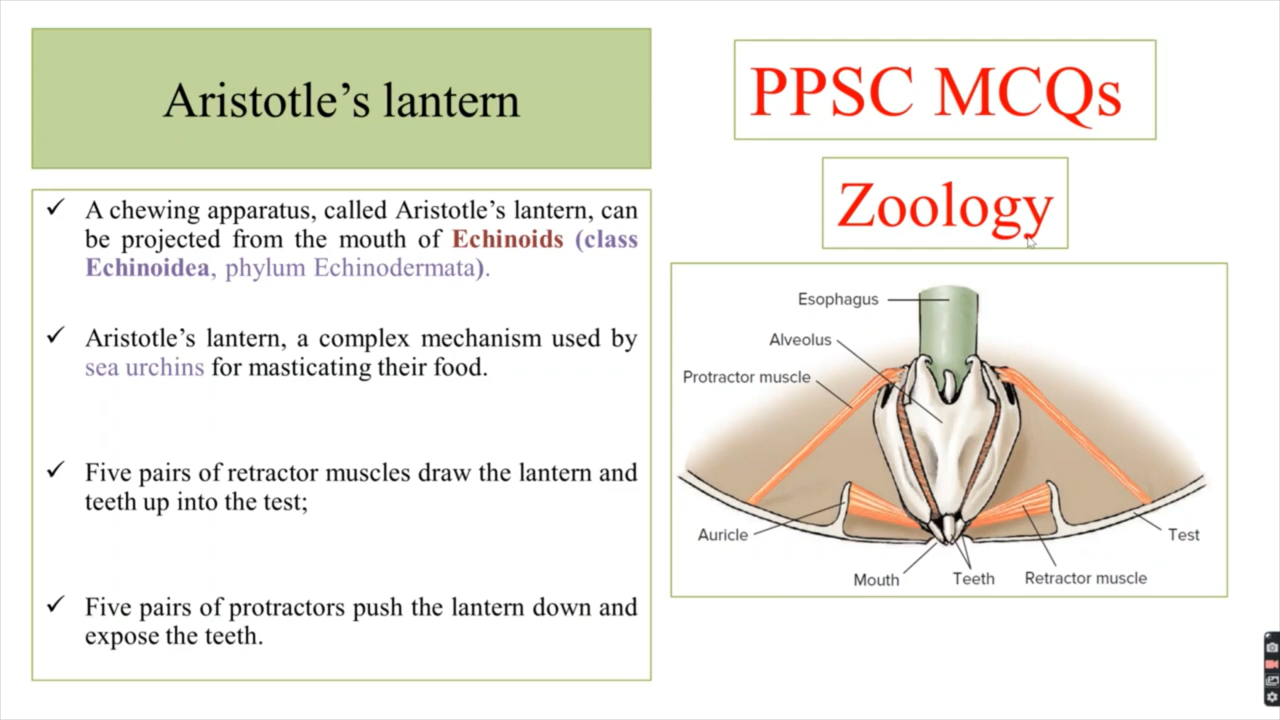 Aristotle’s lantern
✓ A chewing apparatus, called Aristotle’s lantern, can
be projected from the mouth of Echinoids (class
Echinoidea, phylum Echinodermata).
✓ Aristotle’s lantern, a complex mechanism used by
sea urchins for masticating their food.
✓ Five pairs of retractor muscles draw the lantern and
teeth up into the test;
✓ Five pairs of protractors push the lantern down and
expose the teeth.
PPSC MCQs
Zoology
Esophagus
Alveolus
Protractor muscle
Auricle
Test
Mouth
Teeth
Retractor muscle